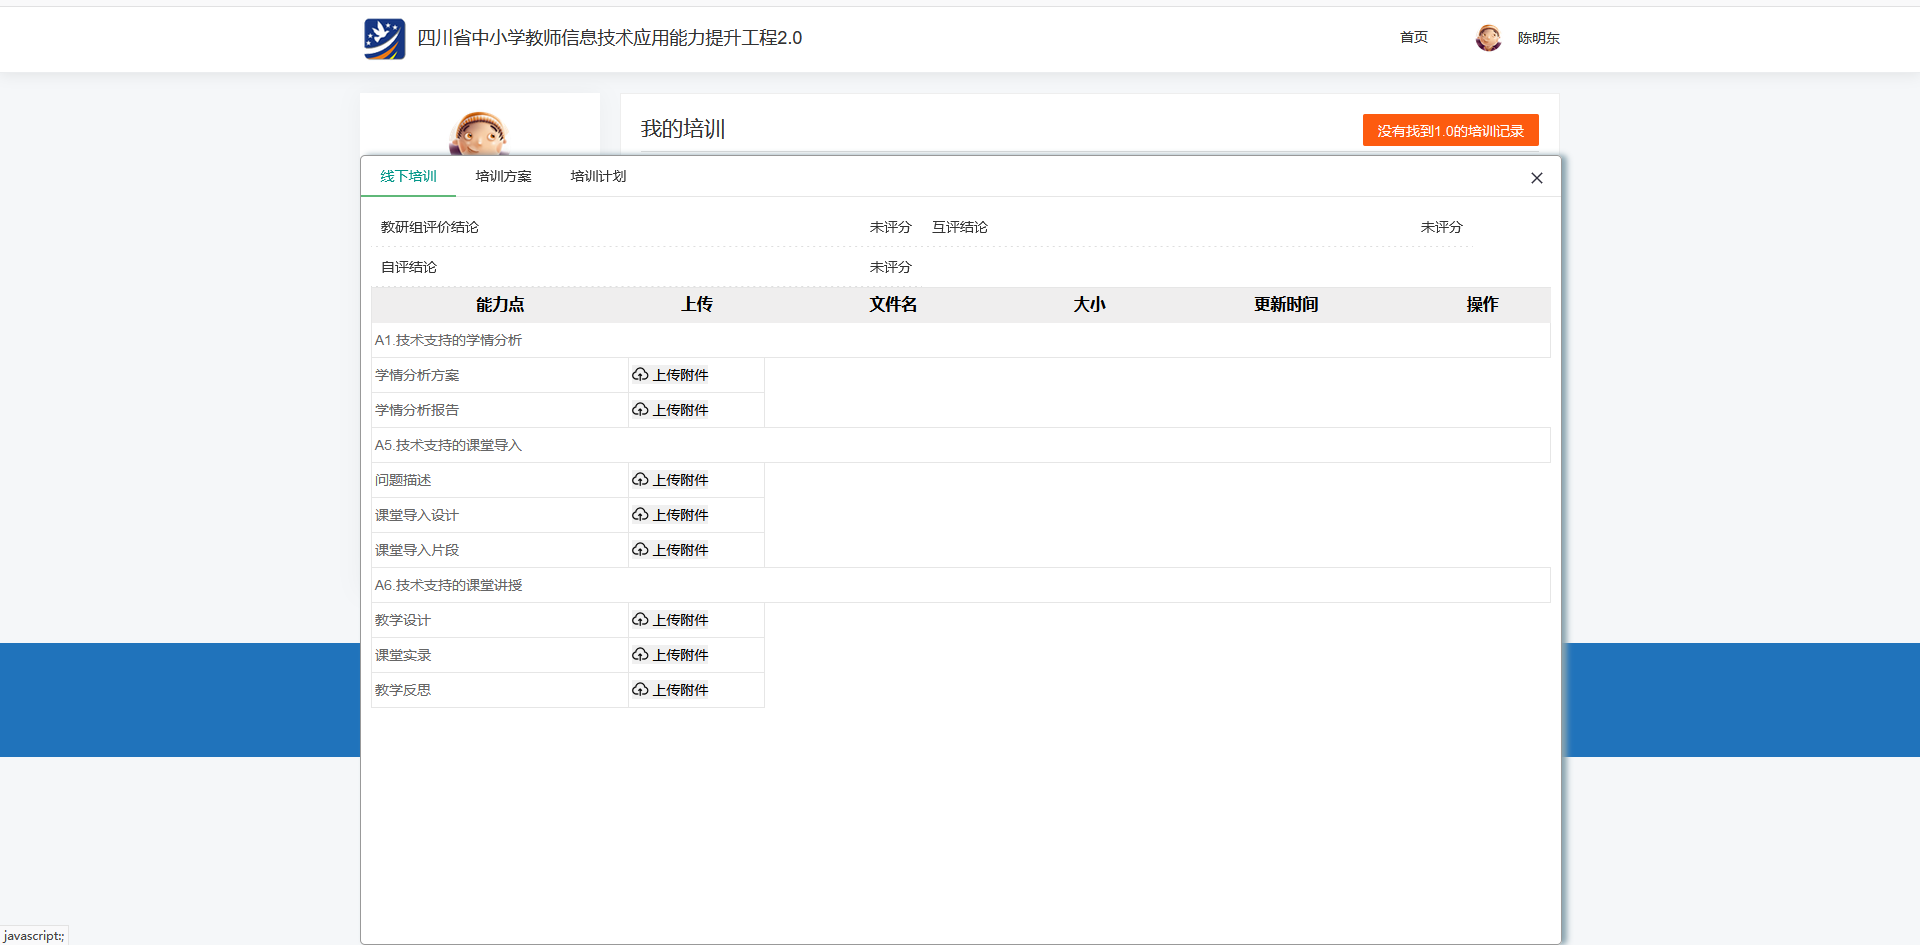 四川省中小学教师信息技术应用能力提升工程2.0
首页
陈明东
我的培训
没有找到1.0的培训记录
线下培训 培训方案 培训计划
教研组评价结论 未评分 互评结论 未评分
自评结论 未评分
能力点 上传 文件名 大小 更新时间 操作
A1.技术支持的学情分析
学情分析方案 上传附件
学情分析报告 上传附件
A5.技术支持的课堂导入
问题描述 上传附件
课堂导入设计 上传附件
课堂导入片段 上传附件
A6.技术支持的课堂讲授
教学设计 上传附件
课堂实录 上传附件
教学反思 上传附件
javascript:;